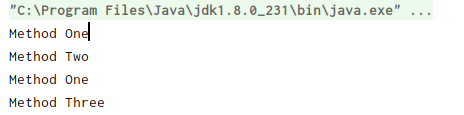 "C:\Program Files\Java\jdk1.8.0_231\bin\java.exe" ...
Method One
Method Two
Method One
Method Three